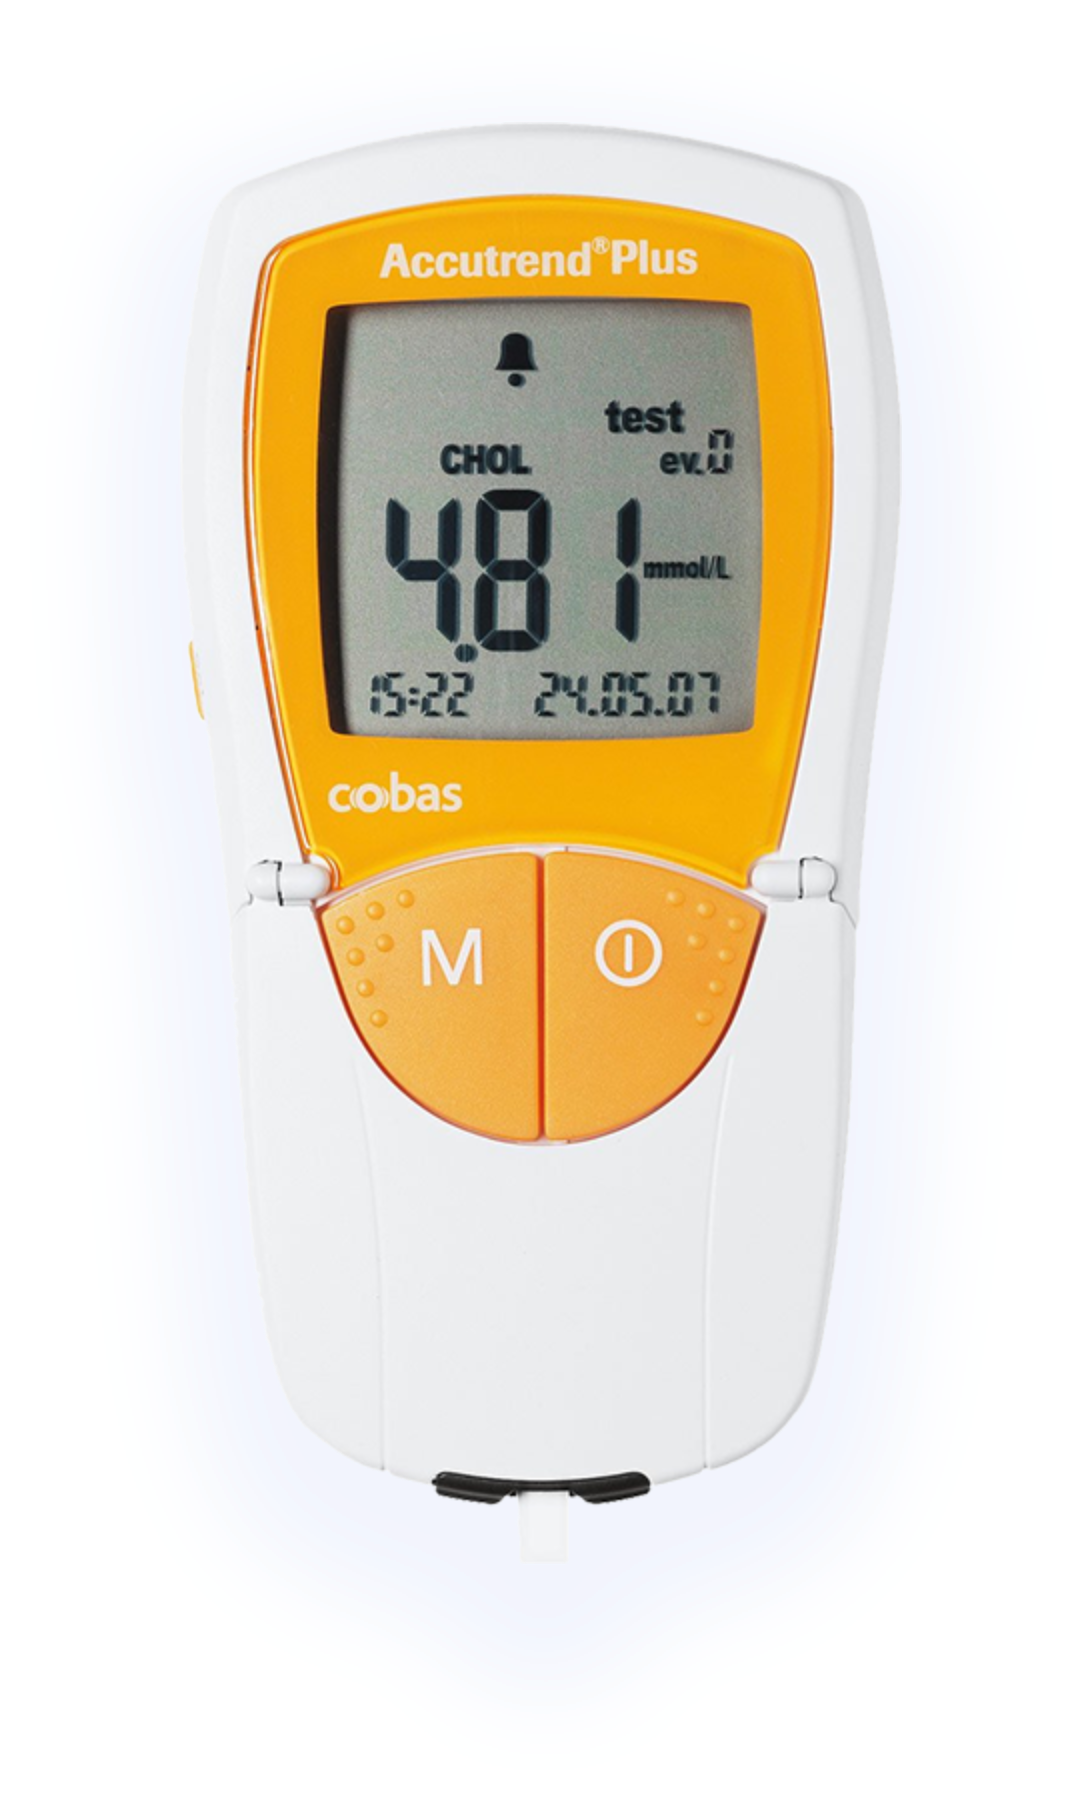 Accutrend®Plus
test
CHOL ev.0
4.81 mmol/L
15:22 24.05.07
cobas
M